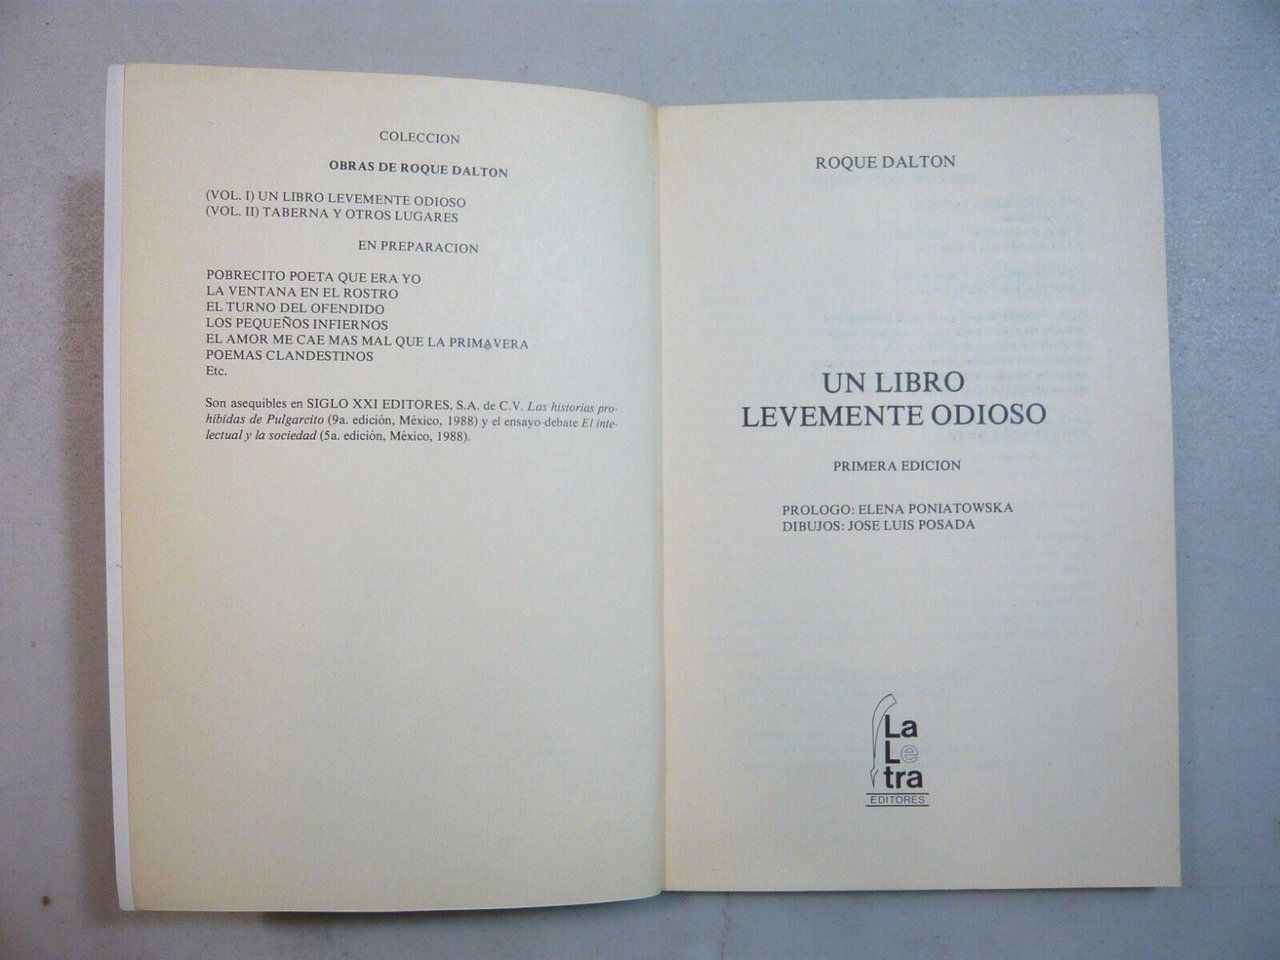 COLECCION
OBRAS DE ROQUE DALTON
(VOL. I) UN LIBRO LEVEMENTE ODIOSO
(VOL. II) TABERNA Y OTROS LUGARES
EN PREPARACION
POBRECITO POETA QUE ERA YO
LA VENTANA EN EL ROSTRO
EL TURNO DEL OFENDIDO
LOS PEQUEÑOS INFIERNOS
EL AMOR ME CAE MAS MAL QUE LA PRIMAVERA
POEMAS CLANDESTINOS
Etc.
Son asequibles en SIGLO XXI EDITORES, S.A. de C.V. Las historias pro-
hibidas de Pulgarcito (9a. edición, México, 1988) y el ensayo-debate El inte-
lectual y la sociedad (5a. edición, México, 1988).
ROQUE DALTON
UN LIBRO
LEVEMENTE ODIOSO
PRIMERA EDICION
PROLOGO: ELENA PONIATOWSKA
DIBUJOS: JOSE LUIS POSADA
La
Le
tra
EDITORES